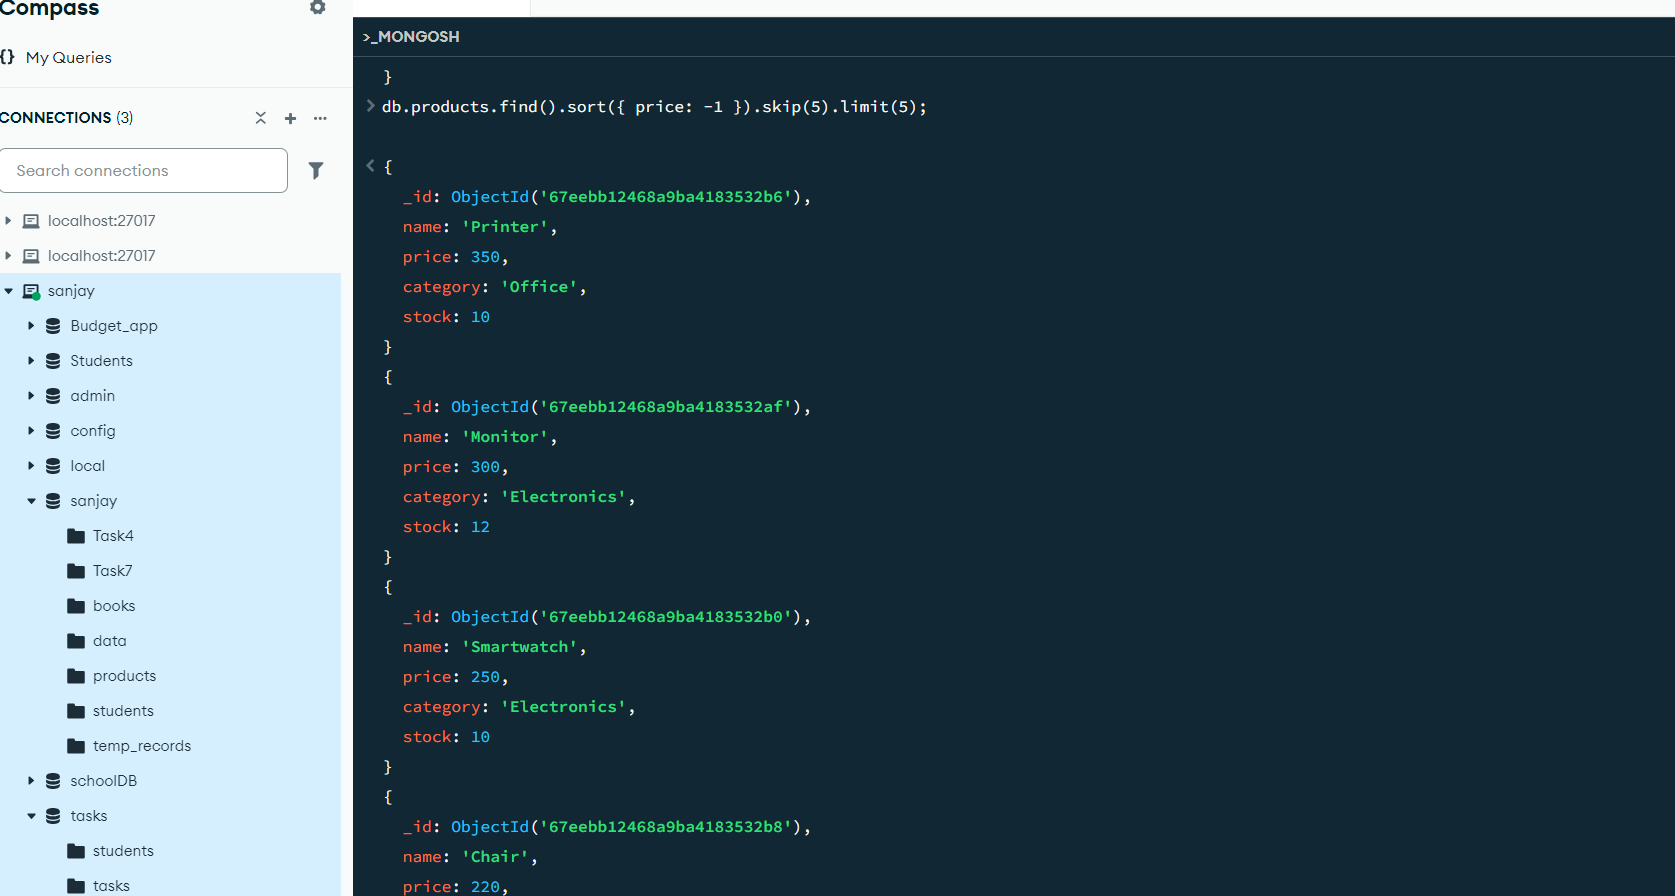 Compass
{} My Queries
CONNECTIONS (3)
Search connections
localhost:27017
localhost:27017
sanjay
Budget_app
Students
admin
config
local
sanjay
Task4
Task7
books
data
products
students
temp_records
schoolDB
tasks
students
tasks
>_MONGOSH
}
> db.products.find().sort({ price: -1 }).skip(5).limit(5);
< {
_id: ObjectId('67eebb12468a9ba4183532b6'),
name: 'Printer',
price: 350,
category: 'Office',
stock: 10
}
{
_id: ObjectId('67eebb12468a9ba4183532af'),
name: 'Monitor',
price: 300,
category: 'Electronics',
stock: 12
}
{
_id: ObjectId('67eebb12468a9ba4183532b0'),
name: 'Smartwatch',
price: 250,
category: 'Electronics',
stock: 10
}
{
_id: ObjectId('67eebb12468a9ba4183532b8'),
name: 'Chair',
price: 220,